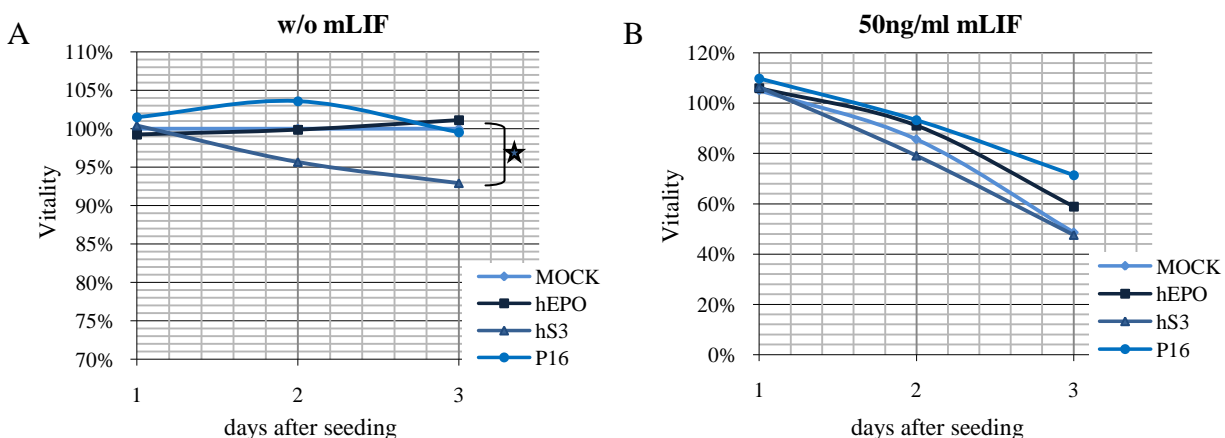 A
w/o mLIF
110%
105%
100%
95%
90%
85%
80%
75%
70%
Vitality
1 2 3
days after seeding
MOCK
hEPO
hS3
P16
B
50ng/ml mLIF
120%
100%
80%
60%
40%
20%
0%
Vitality
1 2 3
days after seeding
MOCK
hEPO
hS3
P16